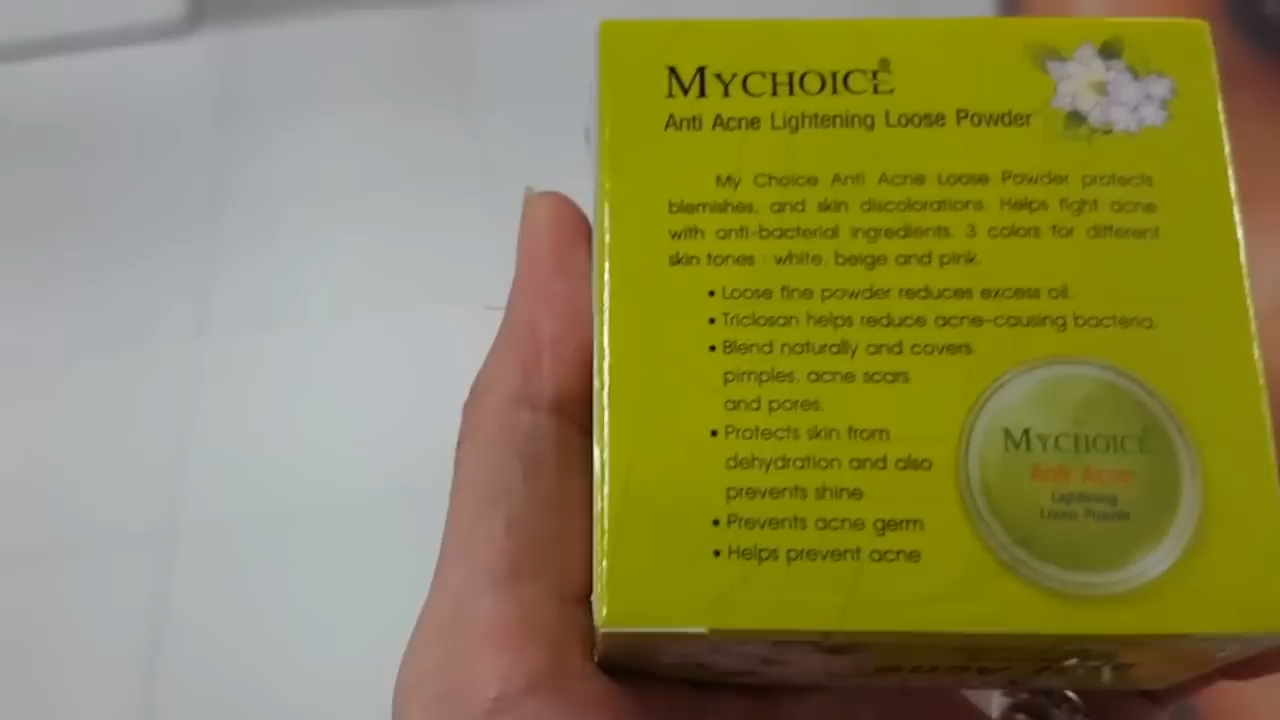 MYCHOICE®
Anti Acne Lightening Loose Powder
My Choice Anti Acne Loose Powder protects
blemishes, and skin discolorations. Helps fight acne
with anti-bacterial ingredients. 3 colors for different
skin tones : white, beige and pink.
• Loose fine powder reduces excess oil.
• Triclosan helps reduce acne-causing bacteria.
• Blend naturally and covers
pimples, acne scars
and pores.
• Protects skin from
dehydration and also
prevents shine
• Prevents acne germ
• Helps prevent acne
MYCHOICE
Anti Acne
Lightening
Loose Powder